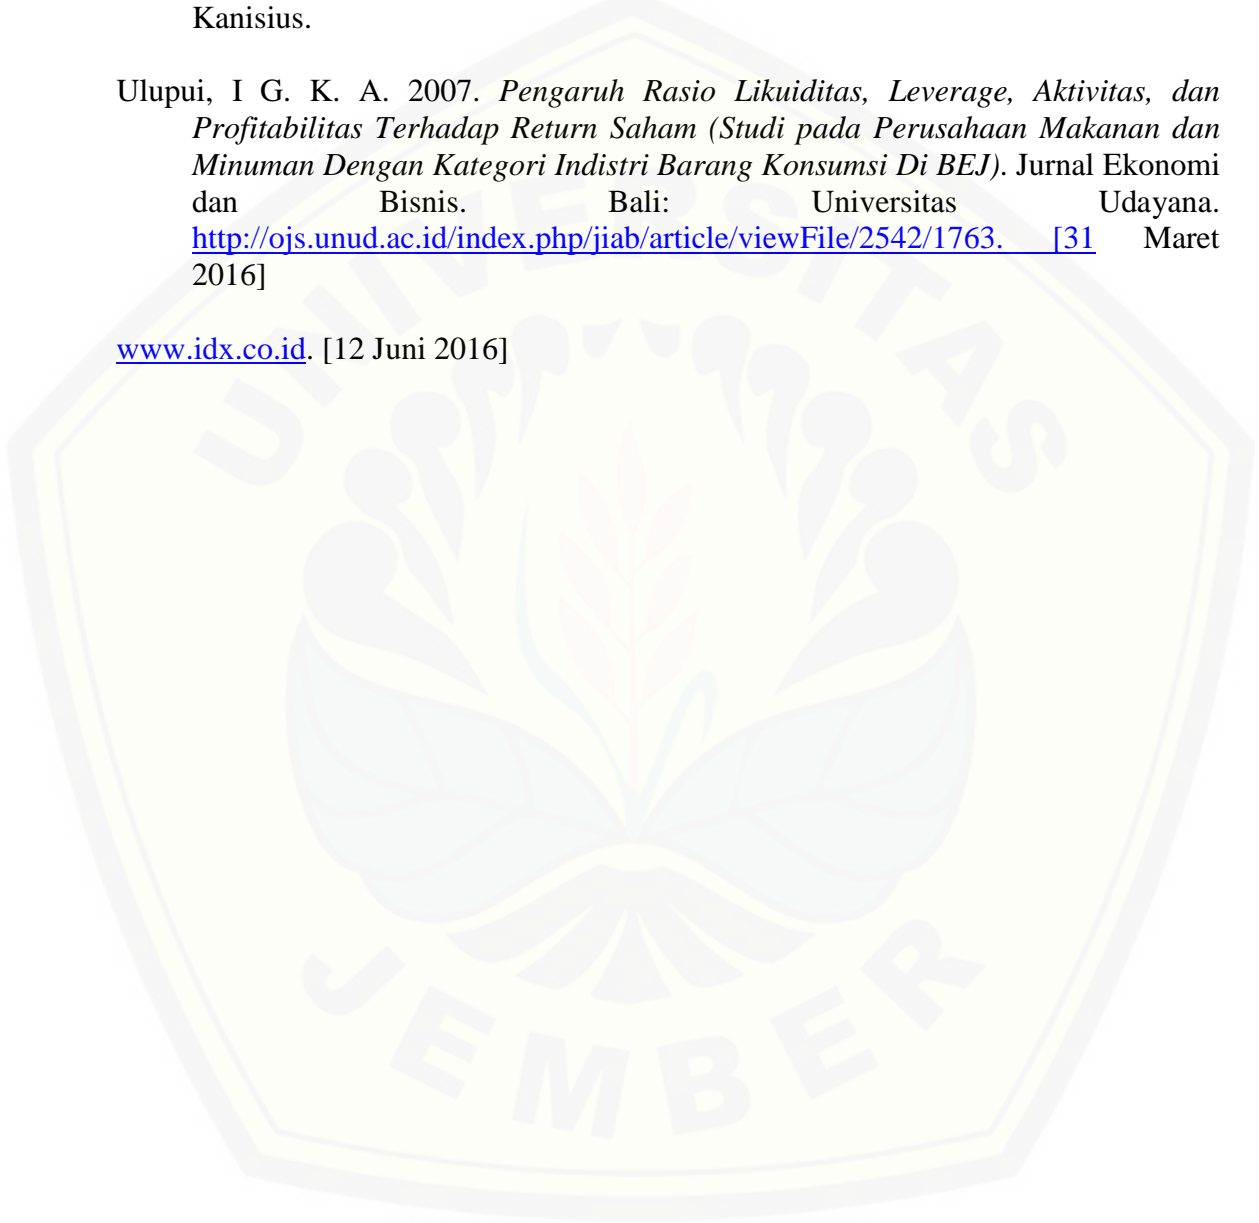 Kanisius.
Ulupui, I G. K. A. 2007. Pengaruh Rasio Likuiditas, Leverage, Aktivitas, dan
Profitabilitas Terhadap Return Saham (Studi pada Perusahaan Makanan dan
Minuman Dengan Kategori Indistri Barang Konsumsi Di BEJ). Jurnal Ekonomi
dan Bisnis. Bali: Universitas Udayana.
http://ojs.unud.ac.id/index.php/jiab/article/viewFile/2542/1763. [31 Maret
2016]
www.idx.co.id. [12 Juni 2016]
UNIVERSITAS
JEMBER